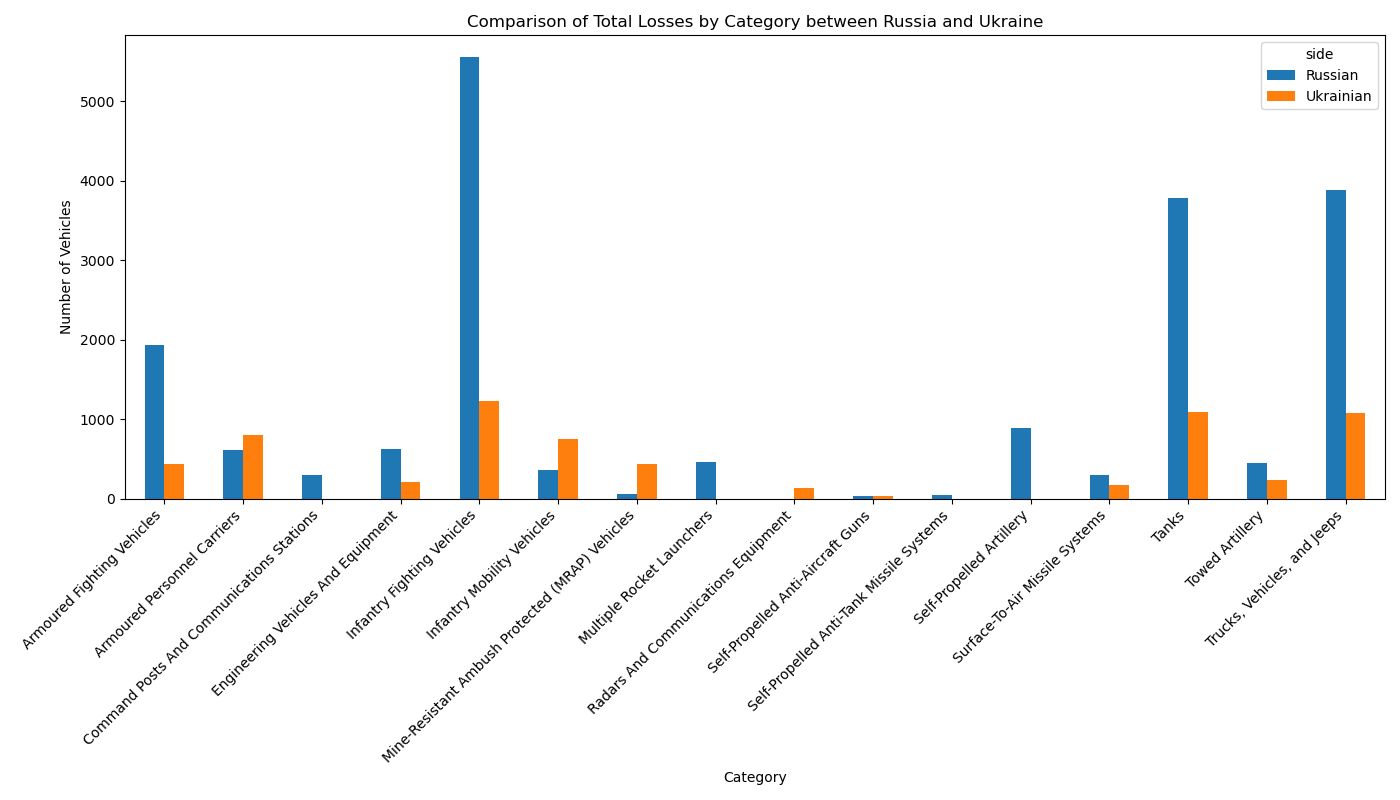 Comparison of Total Losses by Category between Russia and Ukraine
side
Russian
Ukrainian
Number of Vehicles
5000
4000
3000
2000
1000
0
Armoured Fighting Vehicles
Armoured Personnel Carriers
Command Posts And Communications Stations
Engineering Vehicles And Equipment
Infantry Fighting Vehicles
Infantry Mobility Vehicles
Mine-Resistant Ambush Protected (MRAP) Vehicles
Multiple Rocket Launchers
Radars And Communications Equipment
Self-Propelled Anti-Aircraft Guns
Self-Propelled Anti-Tank Missile Systems
Self-Propelled Artillery
Surface-To-Air Missile Systems
Tanks
Towed Artillery
Trucks, Vehicles, and Jeeps
Category